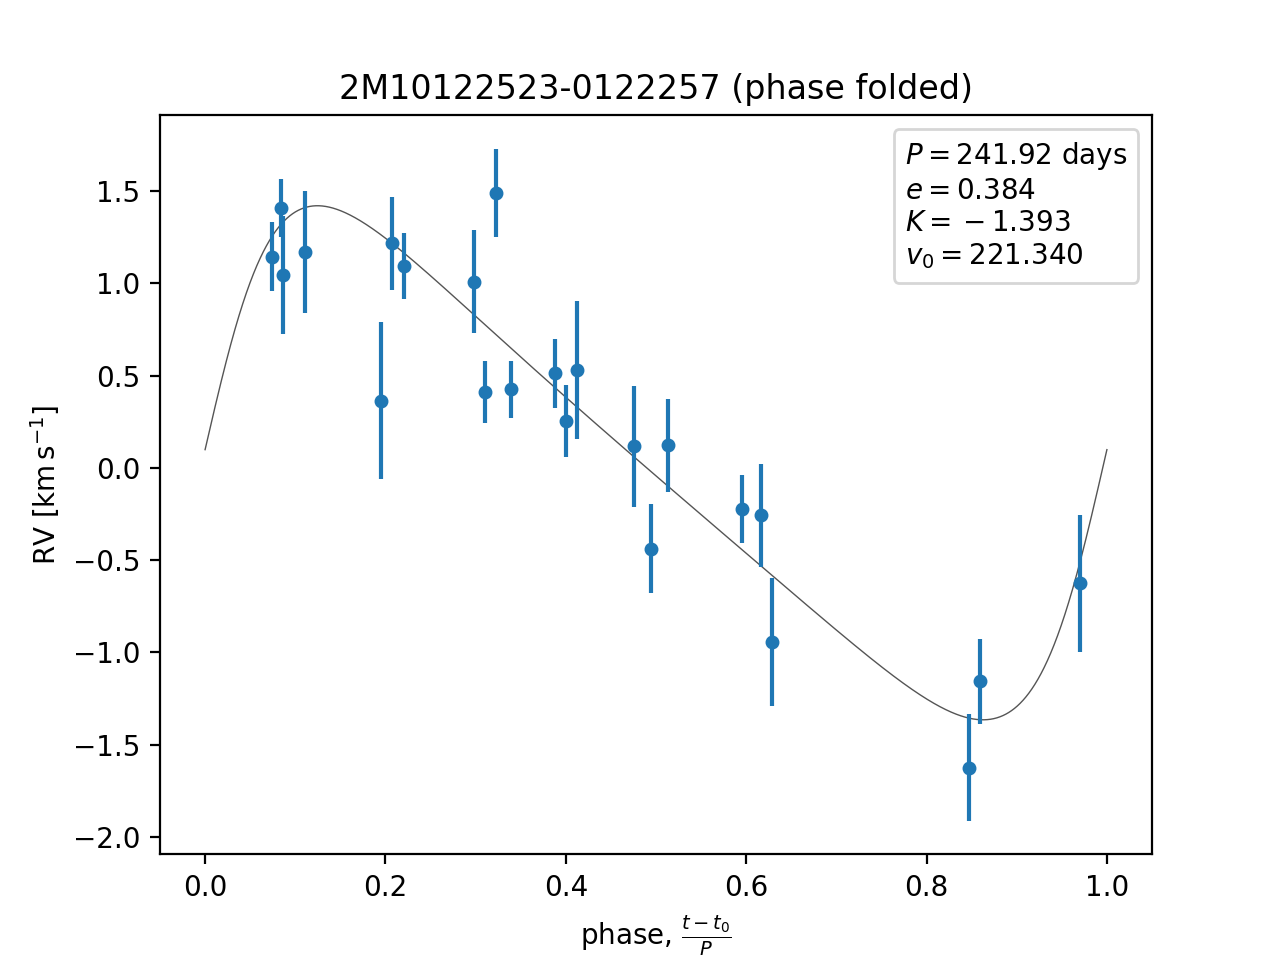 2M10122523-0122257 (phase folded)
P = 241.92 days
e = 0.384
K = −1.393
v₀ = 221.340
RV [km s⁻¹]
1.5
1.0
0.5
0.0
−0.5
−1.0
−1.5
−2.0
0.0 0.2 0.4 0.6 0.8 1.0
phase, (t − t₀)/P